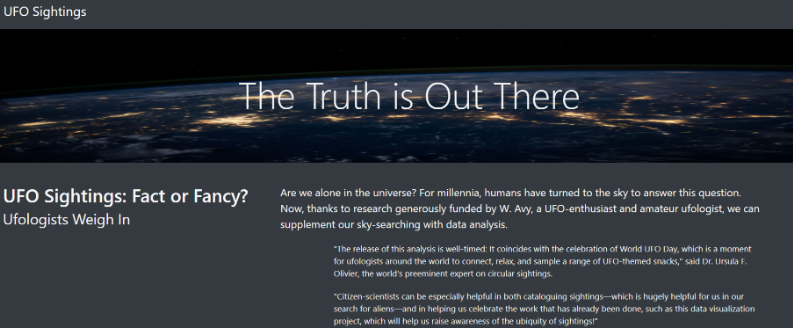 UFO Sightings
The Truth is Out There
UFO Sightings: Fact or Fancy?
Ufologists Weigh In
Are we alone in the universe? For millennia, humans have turned to the sky to answer this question.
Now, thanks to research generously funded by W. Avy, a UFO-enthusiast and amateur ufologist, we can
supplement our sky-searching with data analysis.
"The release of this analysis is well-timed: It coincides with the celebration of World UFO Day, which is a moment
for ufologists around the world to connect, relax, and sample a range of UFO-themed snacks," said Dr. Ursula F.
Olivier, the world's preeminent expert on circular sightings.
"Citizen-scientists can be especially helpful in both cataloguing sightings—which is hugely helpful for us in our
search for aliens—and in helping us celebrate the work that has already been done, such as this data visualization
project, which will help us raise awareness of the ubiquity of sightings!"